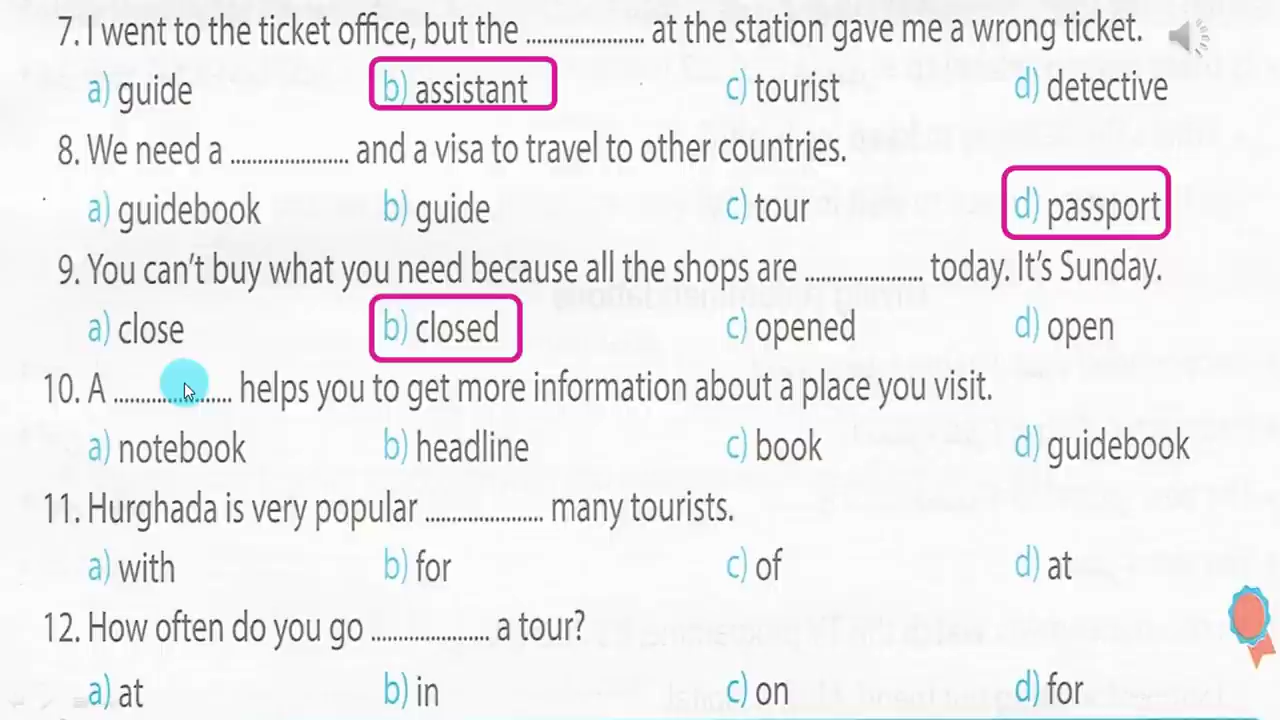 7. I went to the ticket office, but the ..................... at the station gave me a wrong ticket.
a) guide b) assistant c) tourist d) detective
8. We need a ..................... and a visa to travel to other countries.
a) guidebook b) guide c) tour d) passport
9. You can't buy what you need because all the shops are ..................... today. It's Sunday.
a) close b) closed c) opened d) open
10. A ..................... helps you to get more information about a place you visit.
a) notebook b) headline c) book d) guidebook
11. Hurghada is very popular ..................... many tourists.
a) with b) for c) of d) at
12. How often do you go ..................... a tour?
a) at b) in c) on d) for